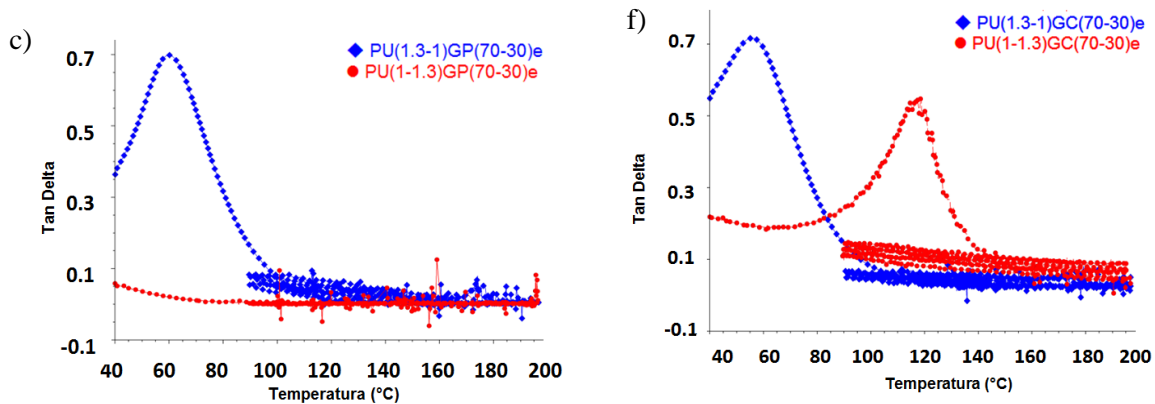 c)
PU(1.3-1)GP(70-30)e
PU(1-1.3)GP(70-30)e
0.7
0.5
0.3
0.1
-0.1
Tan Delta
40 60 80 100 120 140 160 180 200
Temperatura (°C)
f)
PU(1.3-1)GC(70-30)e
PU(1-1.3)GC(70-30)e
0.7
0.5
0.3
0.1
-0.1
Tan Delta
40 60 80 100 120 140 160 180 200
Temperatura (°C)